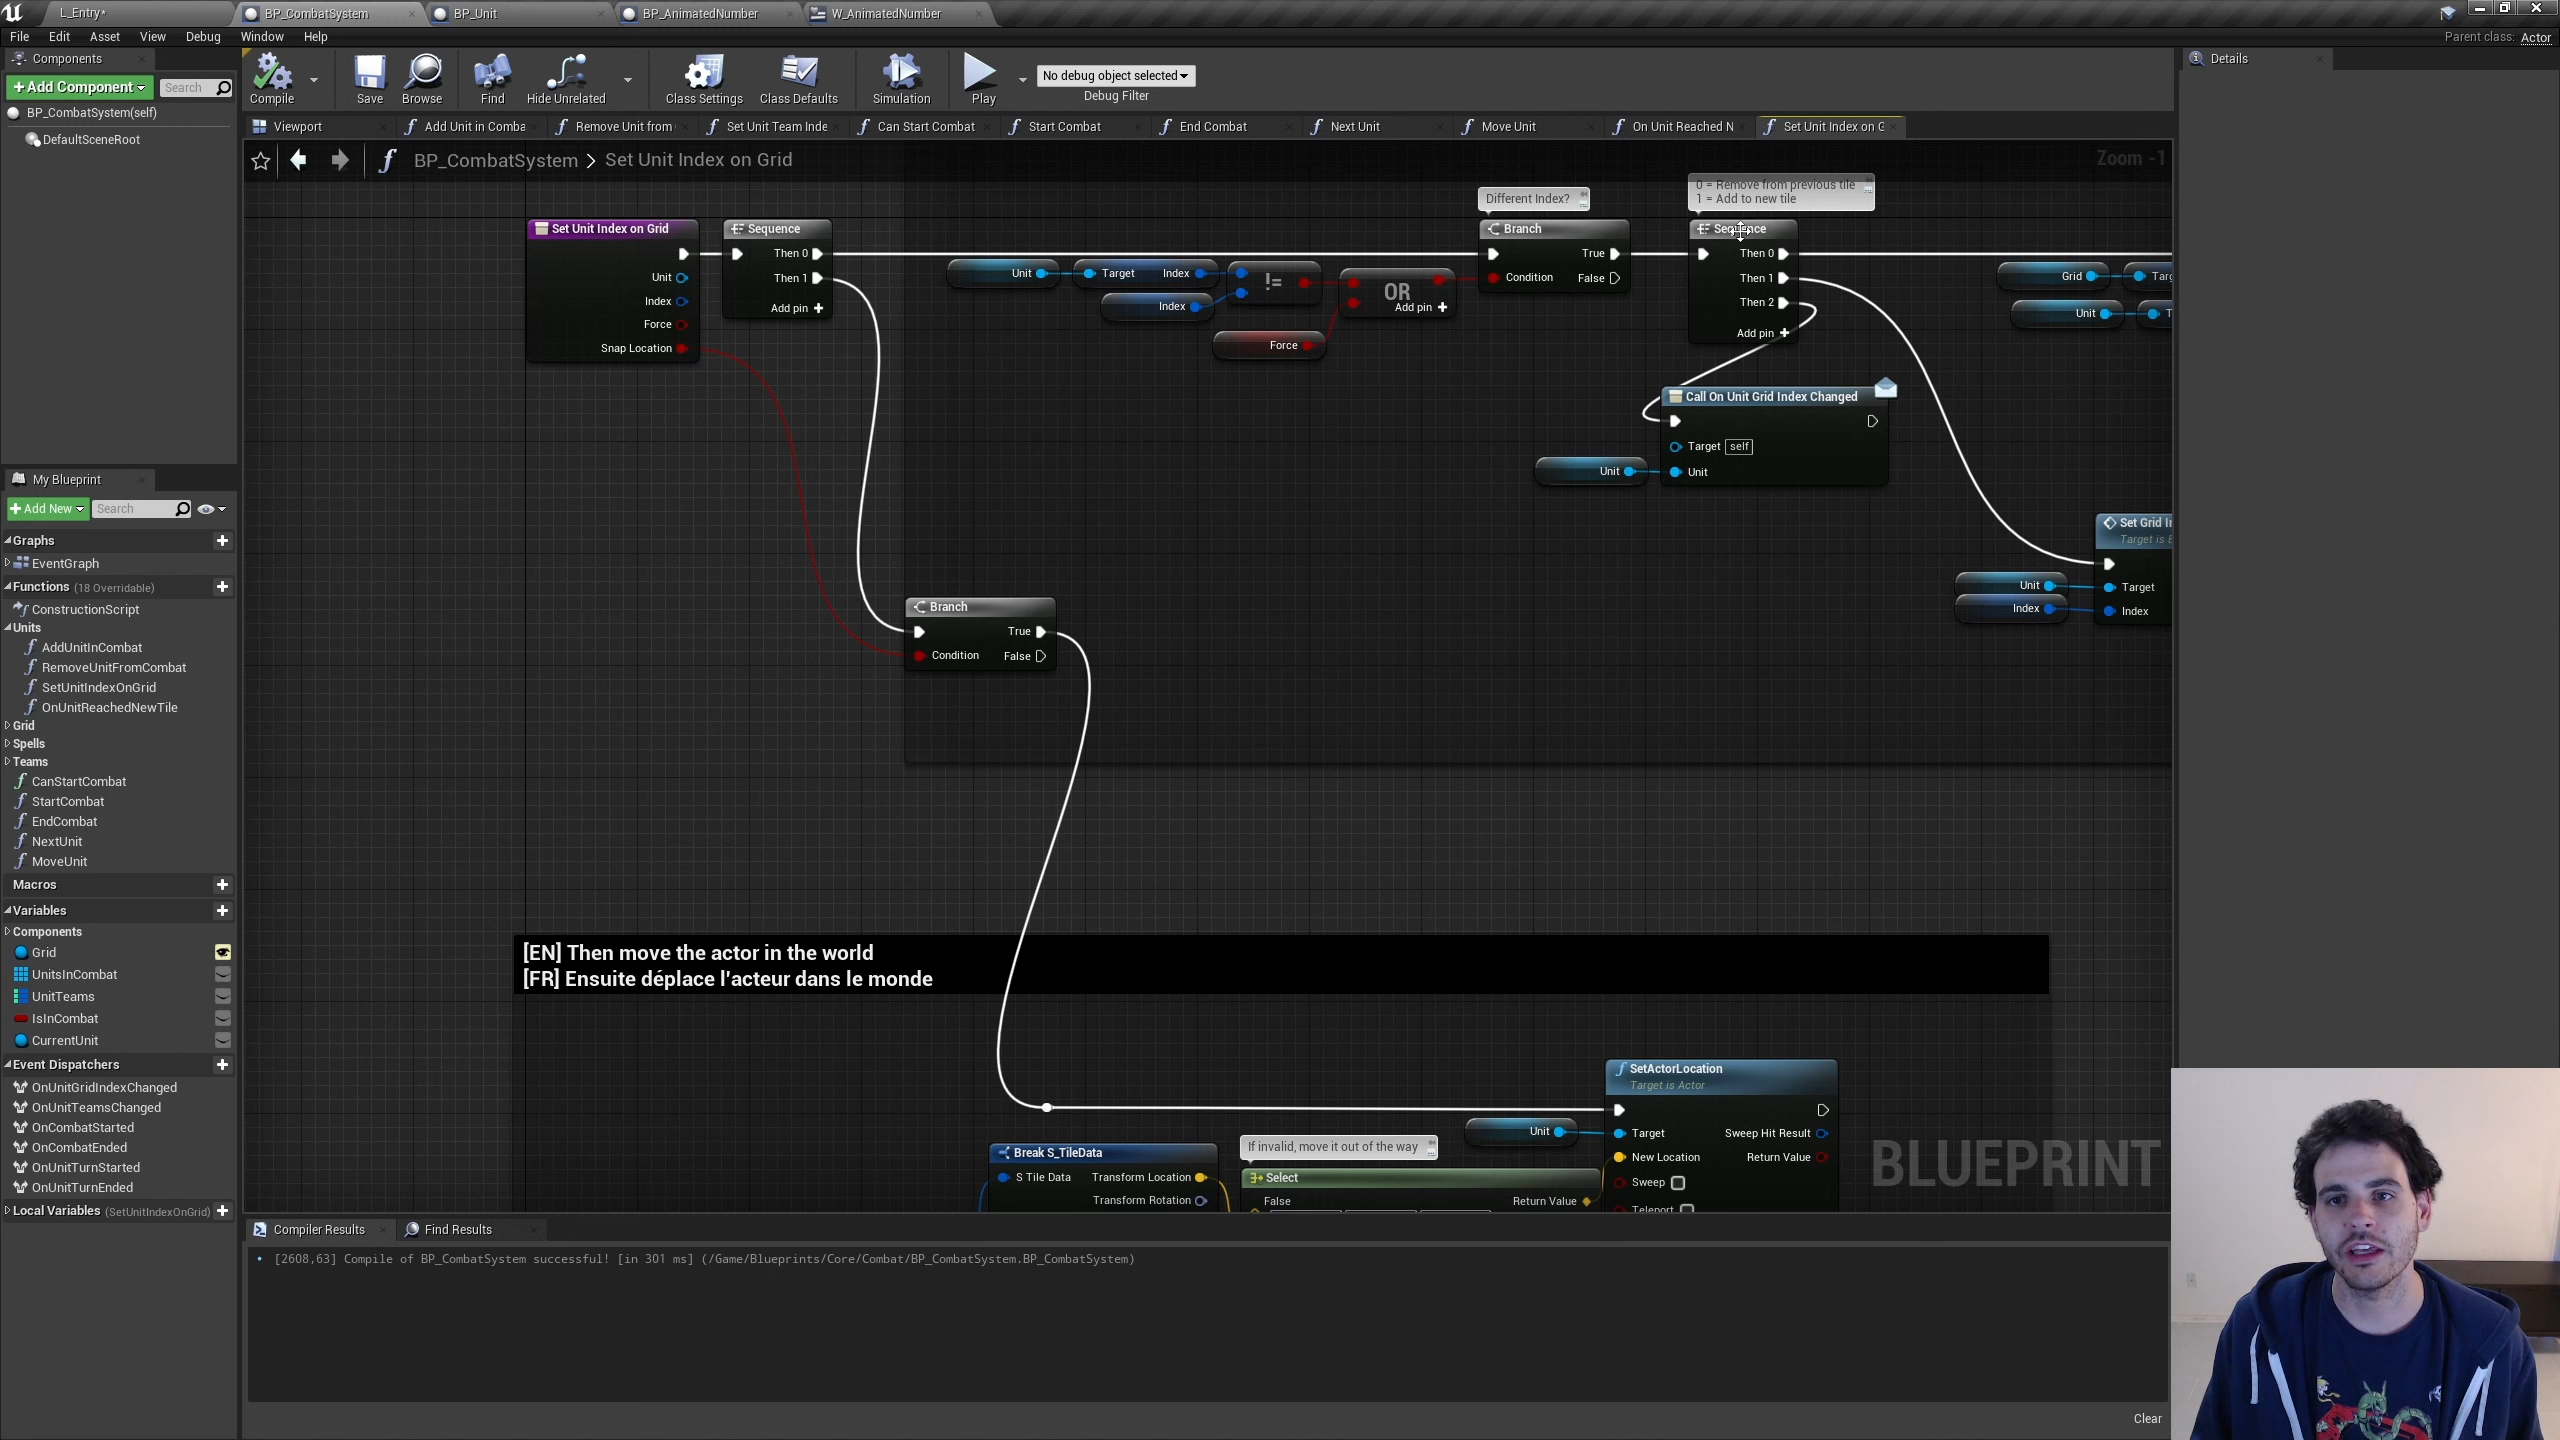 L_Entry*
BP_CombatSystem
BP_Unit
BP_AnimatedNumber
W_AnimatedNumber
File Edit Asset View Debug Window Help
Parent class: Actor
Components
+Add Component
Search
BP_CombatSystem(self)
DefaultSceneRoot
Compile
Save
Browse
Find
Hide Unrelated
Class Settings
Class Defaults
Simulation
Play
No debug object selected
Debug Filter
Details
Viewport
Add Unit in Comba
Remove Unit from
Set Unit Team Inde
Can Start Combat
Start Combat
End Combat
Next Unit
Move Unit
On Unit Reached N
Set Unit Index on G
BP_CombatSystem > Set Unit Index on Grid
Zoom -1
Set Unit Index on Grid
Unit
Index
Force
Snap Location
Sequence
Then 0
Then 1
Add pin +
Unit
Target Index
Index
!=
OR
Add pin +
Force
Different Index?
Branch
True
Condition False
0 = Remove from previous tile
1 = Add to new tile
Sequence
Then 0
Then 1
Then 2
Add pin +
Grid
Targ
Unit
T
Call On Unit Grid Index Changed
Target self
Unit
Unit
Set Grid In
Target is B
Unit
Target
Index
Index
Branch
True
Condition False
[EN] Then move the actor in the world
[FR] Ensuite déplace l'acteur dans le monde
SetActorLocation
Target is Actor
Unit
Target Sweep Hit Result
New Location Return Value
Sweep
Teleport
Break S_TileData
S Tile Data Transform Location
Transform Rotation
If invalid, move it out of the way
Select
False Return Value
BLUEPRINT
My Blueprint
+Add New
Search
Graphs
EventGraph
Functions (18 Overridable)
ConstructionScript
Units
AddUnitInCombat
RemoveUnitFromCombat
SetUnitIndexOnGrid
OnUnitReachedNewTile
Grid
Spells
Teams
CanStartCombat
StartCombat
EndCombat
NextUnit
MoveUnit
Macros
Variables
Components
Grid
UnitsInCombat
UnitTeams
IsInCombat
CurrentUnit
Event Dispatchers
OnUnitGridIndexChanged
OnUnitTeamsChanged
OnCombatStarted
OnCombatEnded
OnUnitTurnStarted
OnUnitTurnEnded
Local Variables (SetUnitIndexOnGrid)
Compiler Results
Find Results
[2608,63] Compile of BP_CombatSystem successful! [in 301 ms] (/Game/Blueprints/Core/Combat/BP_CombatSystem.BP_CombatSystem)
Clear